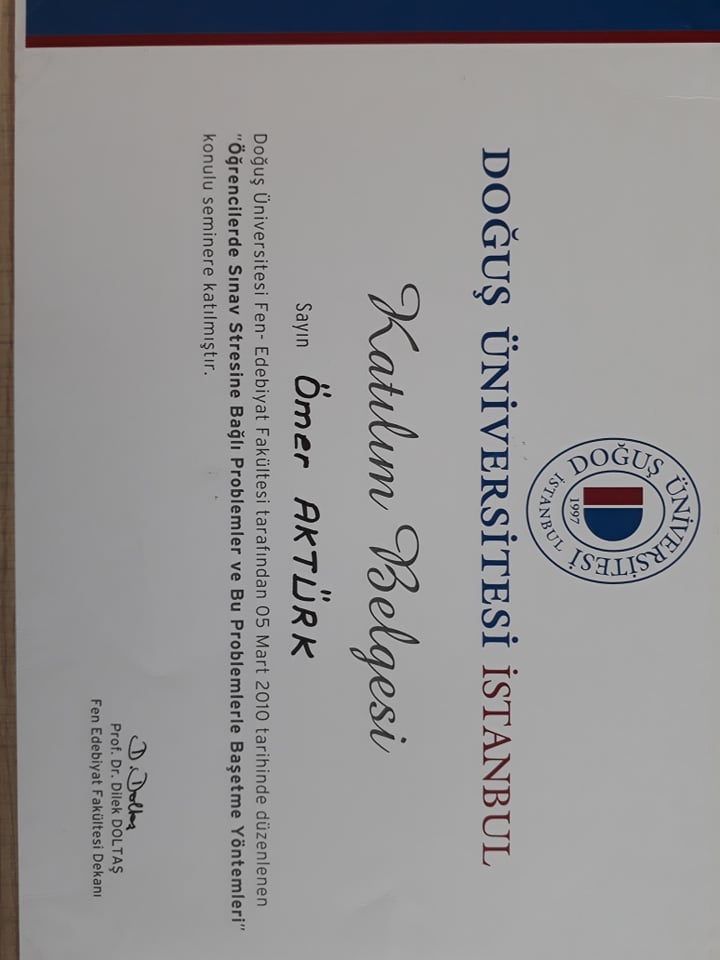 DOĞUŞ ÜNİVERSİTESİ
1997
İSTANBUL
DOĞUŞ ÜNİVERSİTESİ İSTANBUL
Katılım Belgesi
Sayın Ömer AKTÜRK
Doğuş Üniversitesi Fen- Edebiyat Fakültesi tarafından 05 Mart 2010 tarihinde düzenlenen
"Öğrencilerde Sınav Stresine Bağlı Problemler ve Bu Problemlerle Başetme Yöntemleri"
konulu seminere katılmıştır.
D. Doltaş
Prof. Dr. Dilek DOLTAŞ
Fen Edebiyat Fakültesi Dekanı